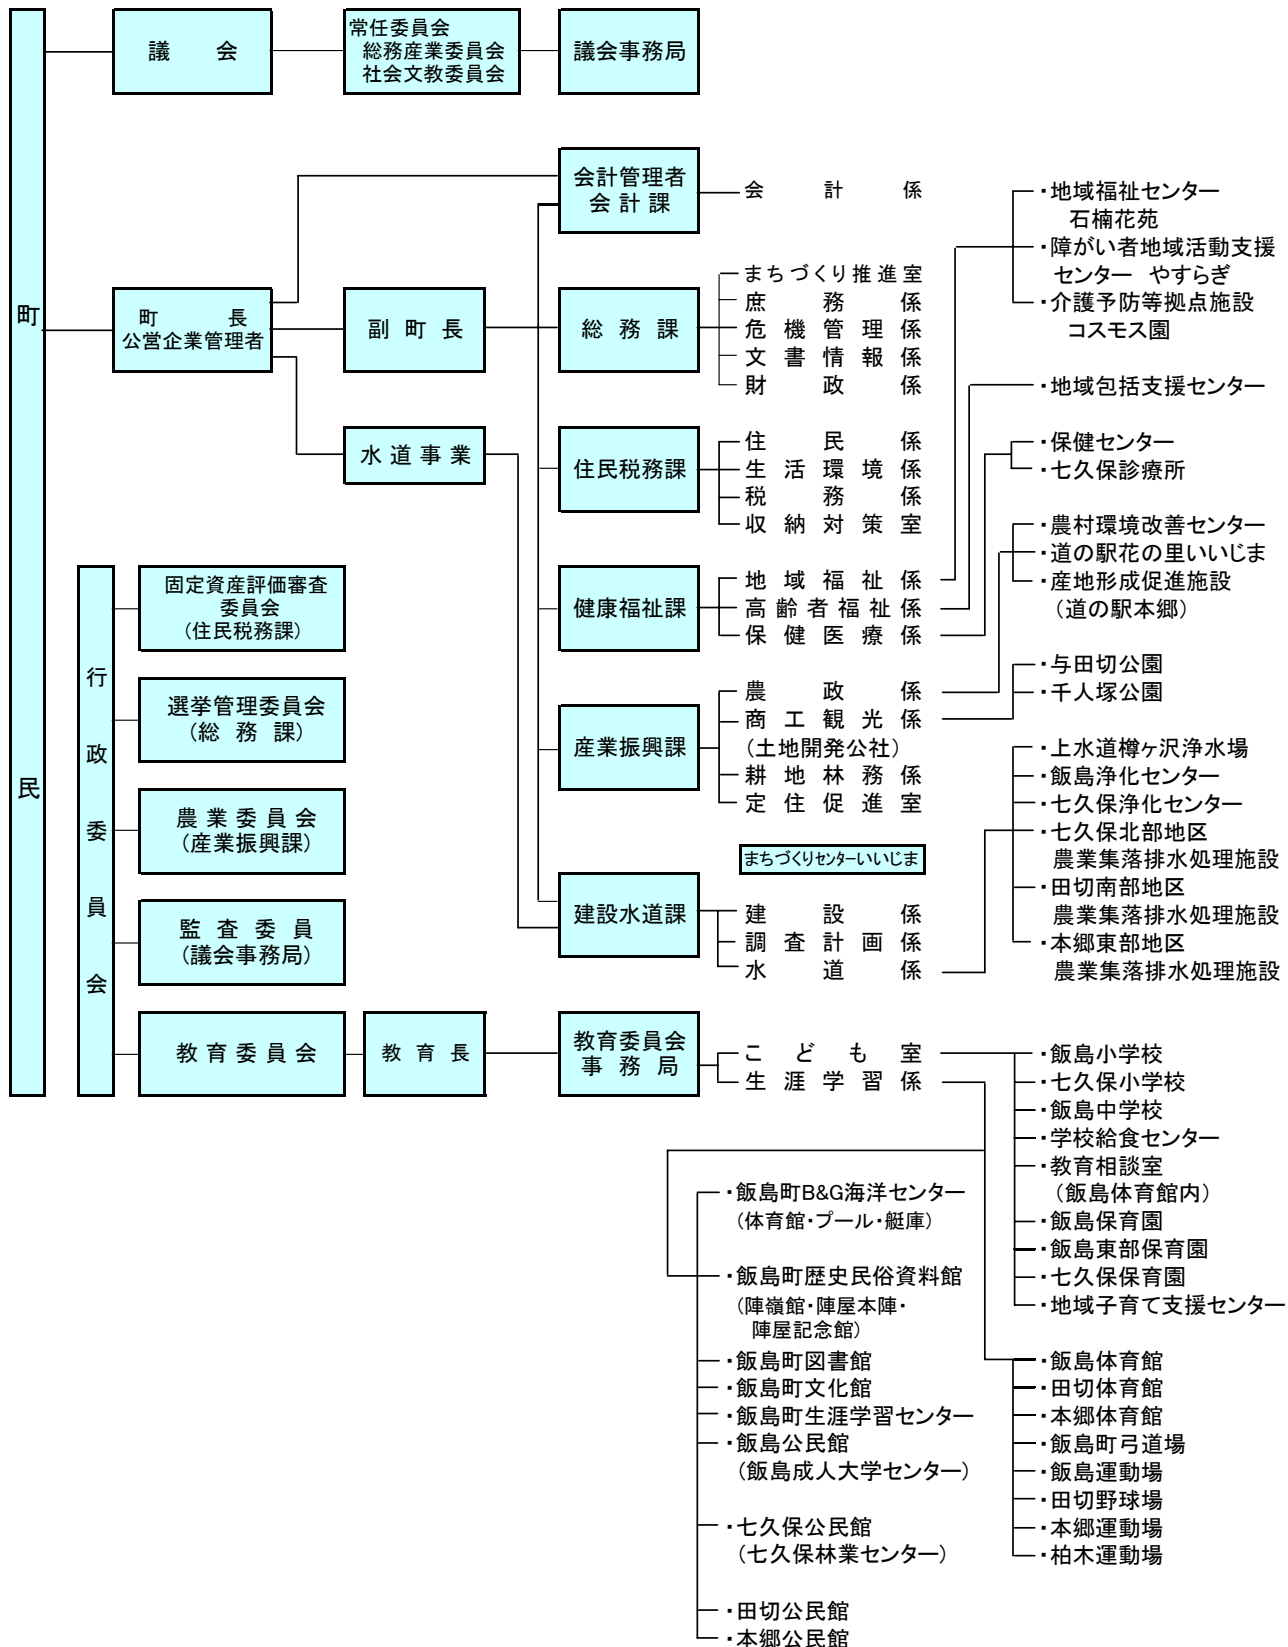 町民
議会
常任委員会
総務産業委員会
社会文教委員会
議会事務局
町長
公営企業管理者
副町長
水道事業
会計管理者
会計課
会計係
総務課
まちづくり推進室
庶務係
危機管理係
文書情報係
財政係
住民税務課
住民係
生活環境係
税務係
収納対策室
健康福祉課
地域福祉係
高齢者福祉係
保健医療係
産業振興課
農政係
商工観光係
(土地開発公社)
耕地林務係
定住促進室
まちづくりセンターいいじま
建設水道課
建設係
調査計画係
水道係
・地域福祉センター
石楠花苑
・障がい者地域活動支援
センター やすらぎ
・介護予防等拠点施設
コスモス園
・地域包括支援センター
・保健センター
・七久保診療所
・農村環境改善センター
・道の駅花の里いいじま
・産地形成促進施設
(道の駅本郷)
・与田切公園
・千人塚公園
・上水道樽ヶ沢浄水場
・飯島浄化センター
・七久保浄化センター
・七久保北部地区
農業集落排水処理施設
・田切南部地区
農業集落排水処理施設
・本郷東部地区
農業集落排水処理施設
行政委員会
固定資産評価審査
委員会
(住民税務課)
選挙管理委員会
(総務課)
農業委員会
(産業振興課)
監査委員
(議会事務局)
教育委員会
教育長
教育委員会
事務局
こども室
生涯学習係
・飯島小学校
・七久保小学校
・飯島中学校
・学校給食センター
・教育相談室
(飯島体育館内)
・飯島保育園
・飯島東部保育園
・七久保保育園
・地域子育て支援センター
・飯島町B&G海洋センター
(体育館・プール・艇庫)
・飯島町歴史民俗資料館
(陣嶺館・陣屋本陣・
陣屋記念館)
・飯島町図書館
・飯島町文化館
・飯島町生涯学習センター
・飯島公民館
(飯島成人大学センター)
・七久保公民館
(七久保林業センター)
・田切公民館
・本郷公民館
・飯島体育館
・田切体育館
・本郷体育館
・飯島町弓道場
・飯島運動場
・田切野球場
・本郷運動場
・柏木運動場